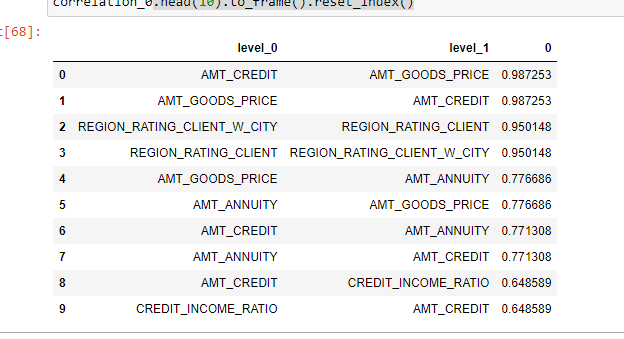 correlation_0.head(10).to_frame().reset_index()
t[68]:
level_0 level_1 0
0 AMT_CREDIT AMT_GOODS_PRICE 0.987253
1 AMT_GOODS_PRICE AMT_CREDIT 0.987253
2 REGION_RATING_CLIENT_W_CITY REGION_RATING_CLIENT 0.950148
3 REGION_RATING_CLIENT REGION_RATING_CLIENT_W_CITY 0.950148
4 AMT_GOODS_PRICE AMT_ANNUITY 0.776686
5 AMT_ANNUITY AMT_GOODS_PRICE 0.776686
6 AMT_CREDIT AMT_ANNUITY 0.771308
7 AMT_ANNUITY AMT_CREDIT 0.771308
8 AMT_CREDIT CREDIT_INCOME_RATIO 0.648589
9 CREDIT_INCOME_RATIO AMT_CREDIT 0.648589